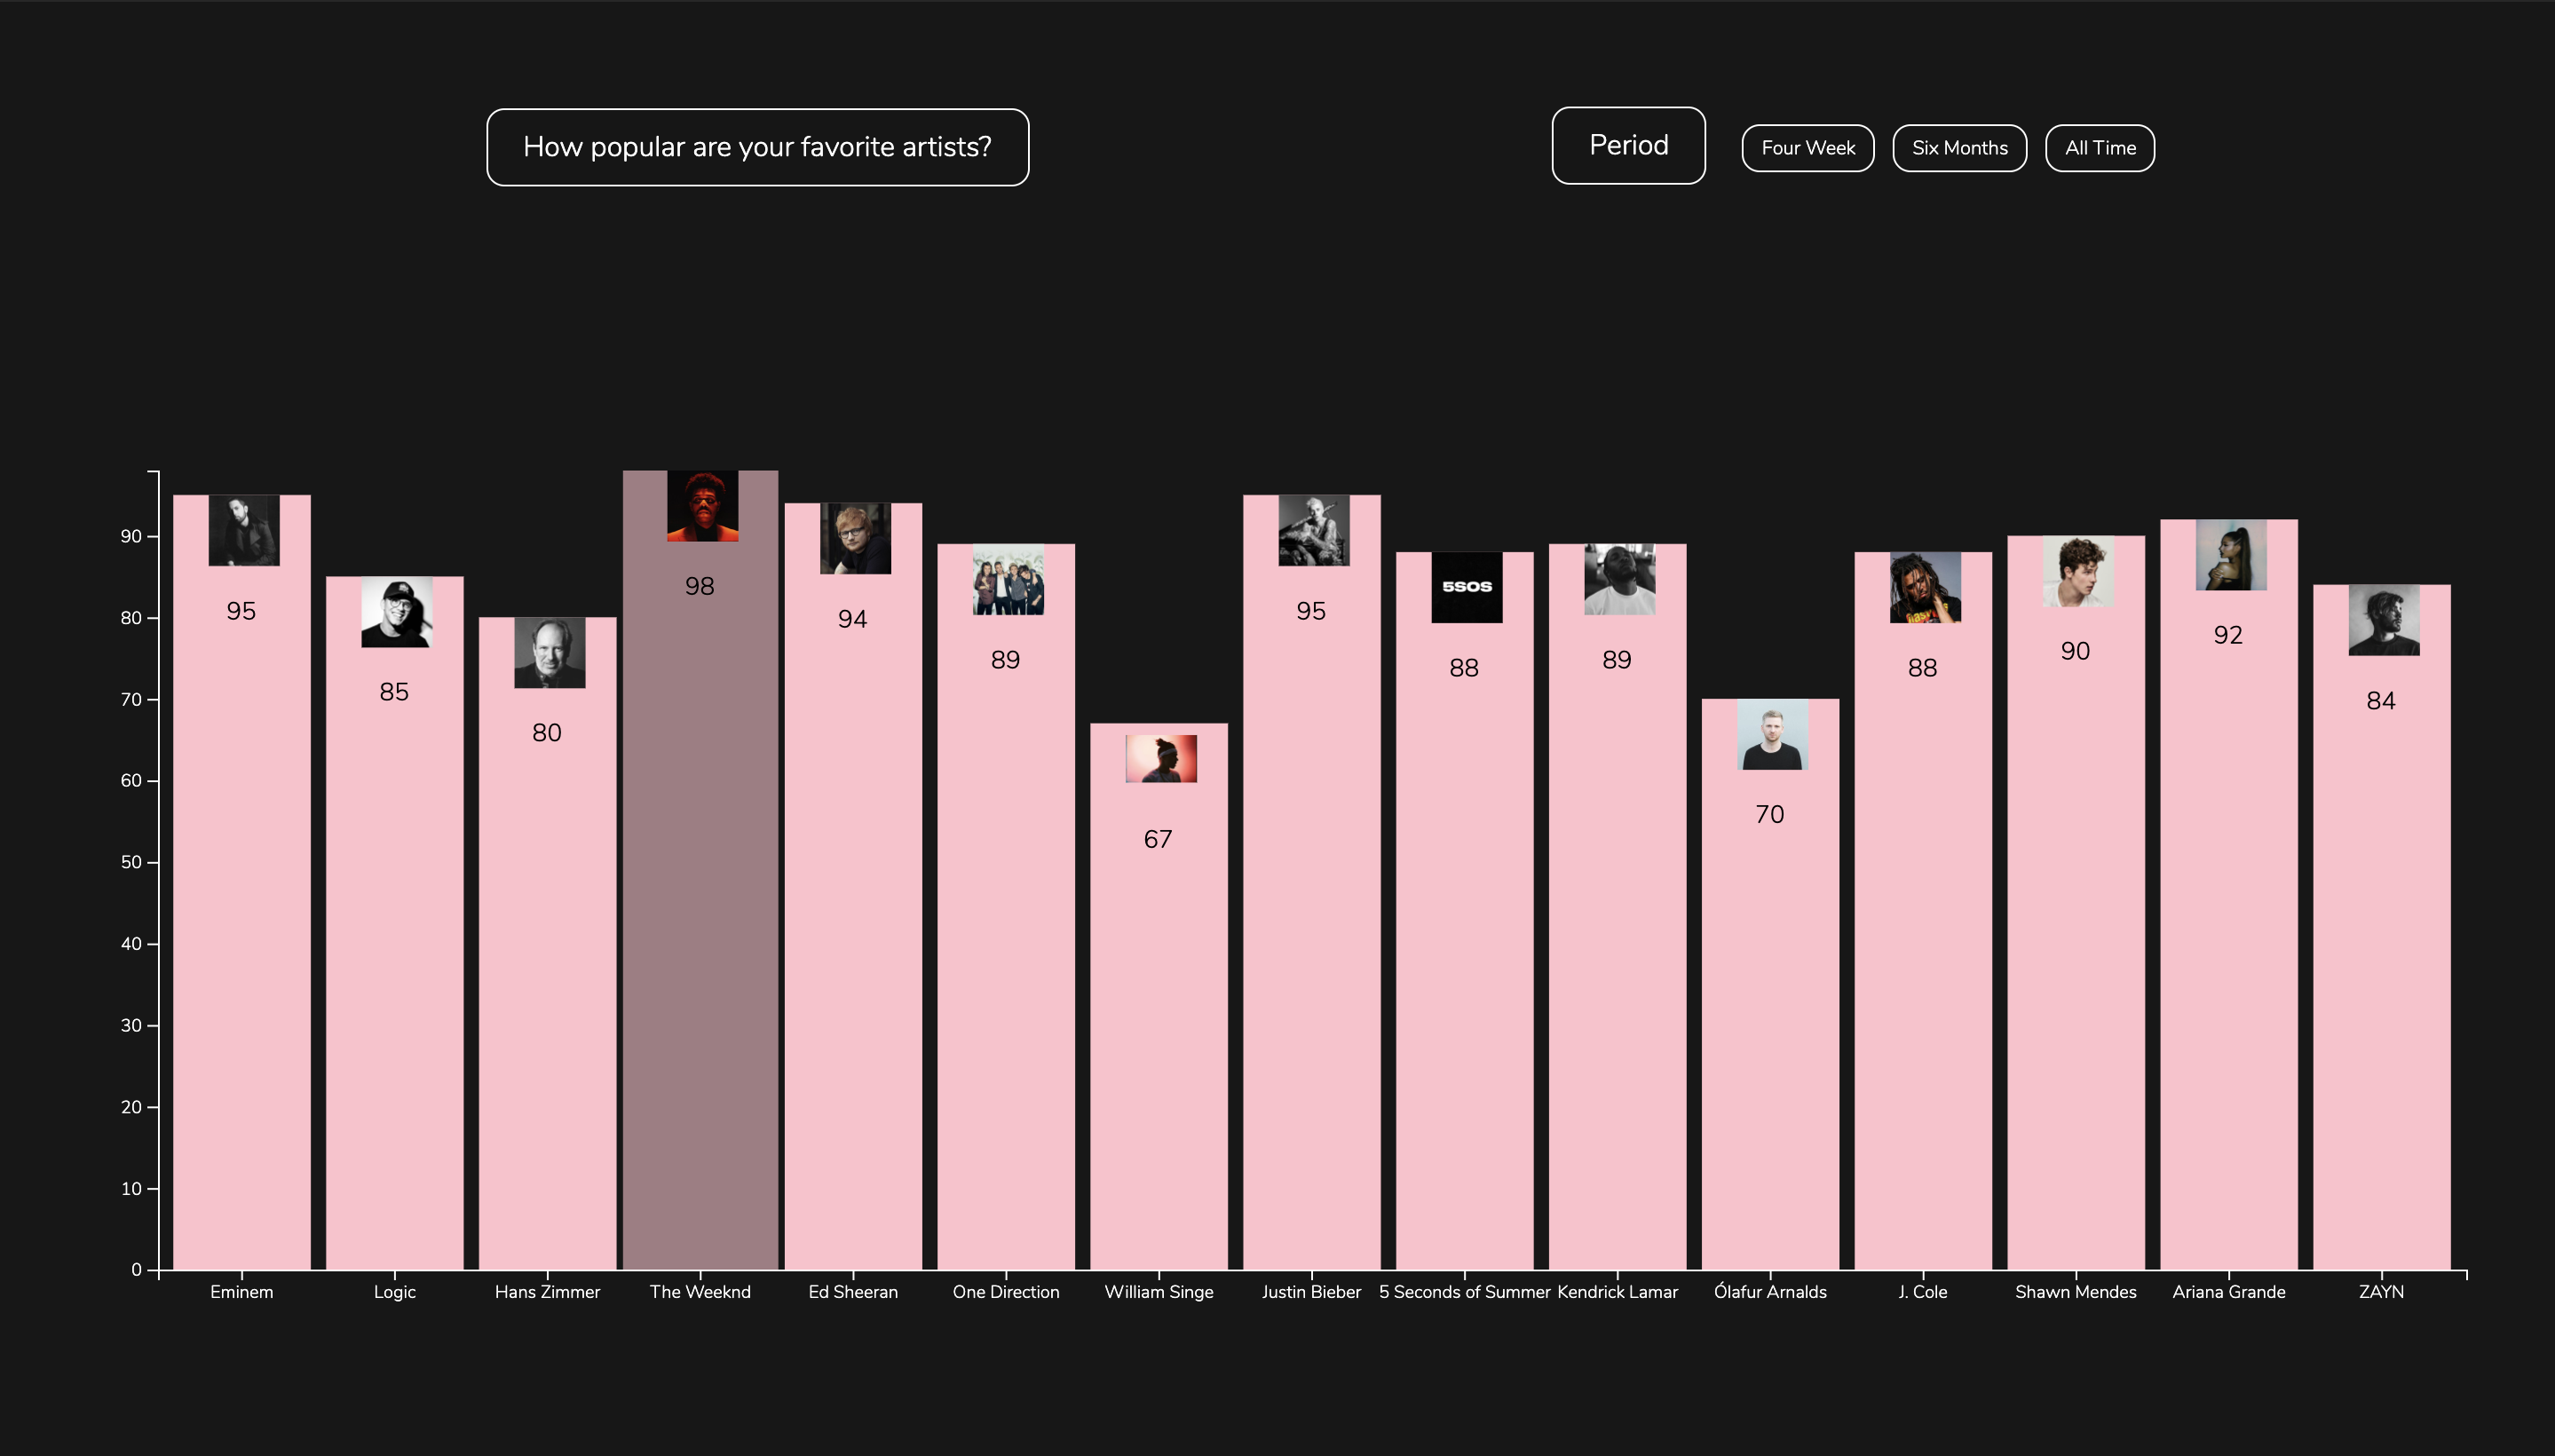 How popular are your favorite artists?
Period
Four Week
Six Months
All Time
90
80
70
60
50
40
30
20
10
0
95
85
80
98
94
89
67
95
88
5SOS
89
70
88
90
92
84
Eminem
Logic
Hans Zimmer
The Weeknd
Ed Sheeran
One Direction
William Singe
Justin Bieber
5 Seconds of Summer
Kendrick Lamar
Ólafur Arnalds
J. Cole
Shawn Mendes
Ariana Grande
ZAYN